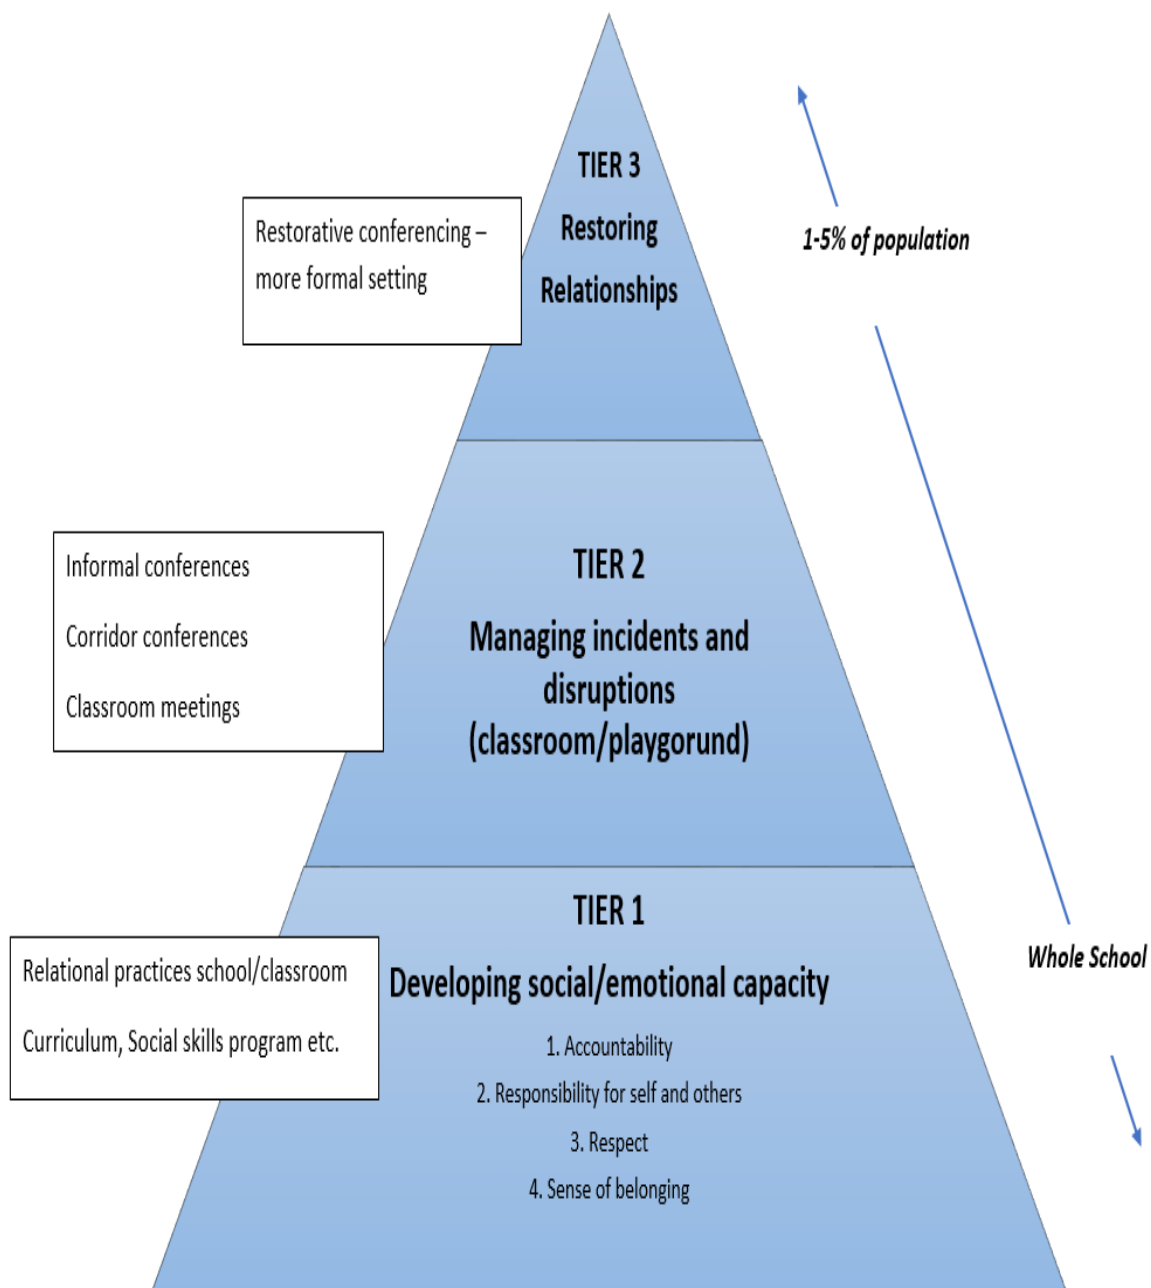 TIER 3
Restoring
Relationships
Restorative conferencing –
more formal setting
1-5% of population
TIER 2
Managing incidents and
disruptions
(classroom/playgorund)
Informal conferences
Corridor conferences
Classroom meetings
TIER 1
Developing social/emotional capacity
1. Accountability
2. Responsibility for self and others
3. Respect
4. Sense of belonging
Relational practices school/classroom
Curriculum, Social skills program etc.
Whole School